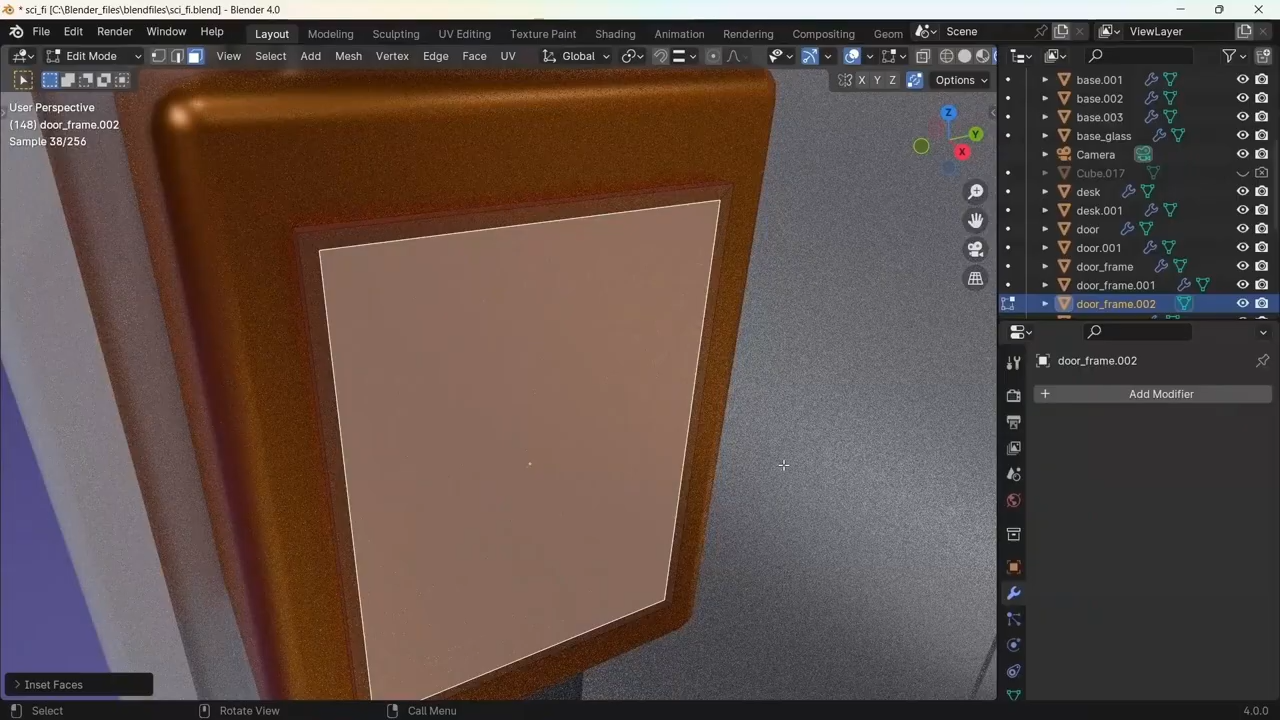 * sci_fi [C:\Blender_files\blendfiles\sci_fi.blend] - Blender 4.0
File Edit Render Window Help Layout Modeling Sculpting UV Editing Texture Paint Shading Animation Rendering Compositing Geom Scene ViewLayer
Edit Mode View Select Add Mesh Vertex Edge Face UV Global
X Y Z Options
User Perspective
(148) door_frame.002
Sample 38/256
Z
Y
X
base.001
base.002
base.003
base_glass
Camera
Cube.017
desk
desk.001
door
door.001
door_frame
door_frame.001
door_frame.002
door_frame.002
+ Add Modifier
> Inset Faces
Select Rotate View Call Menu 4.0.0